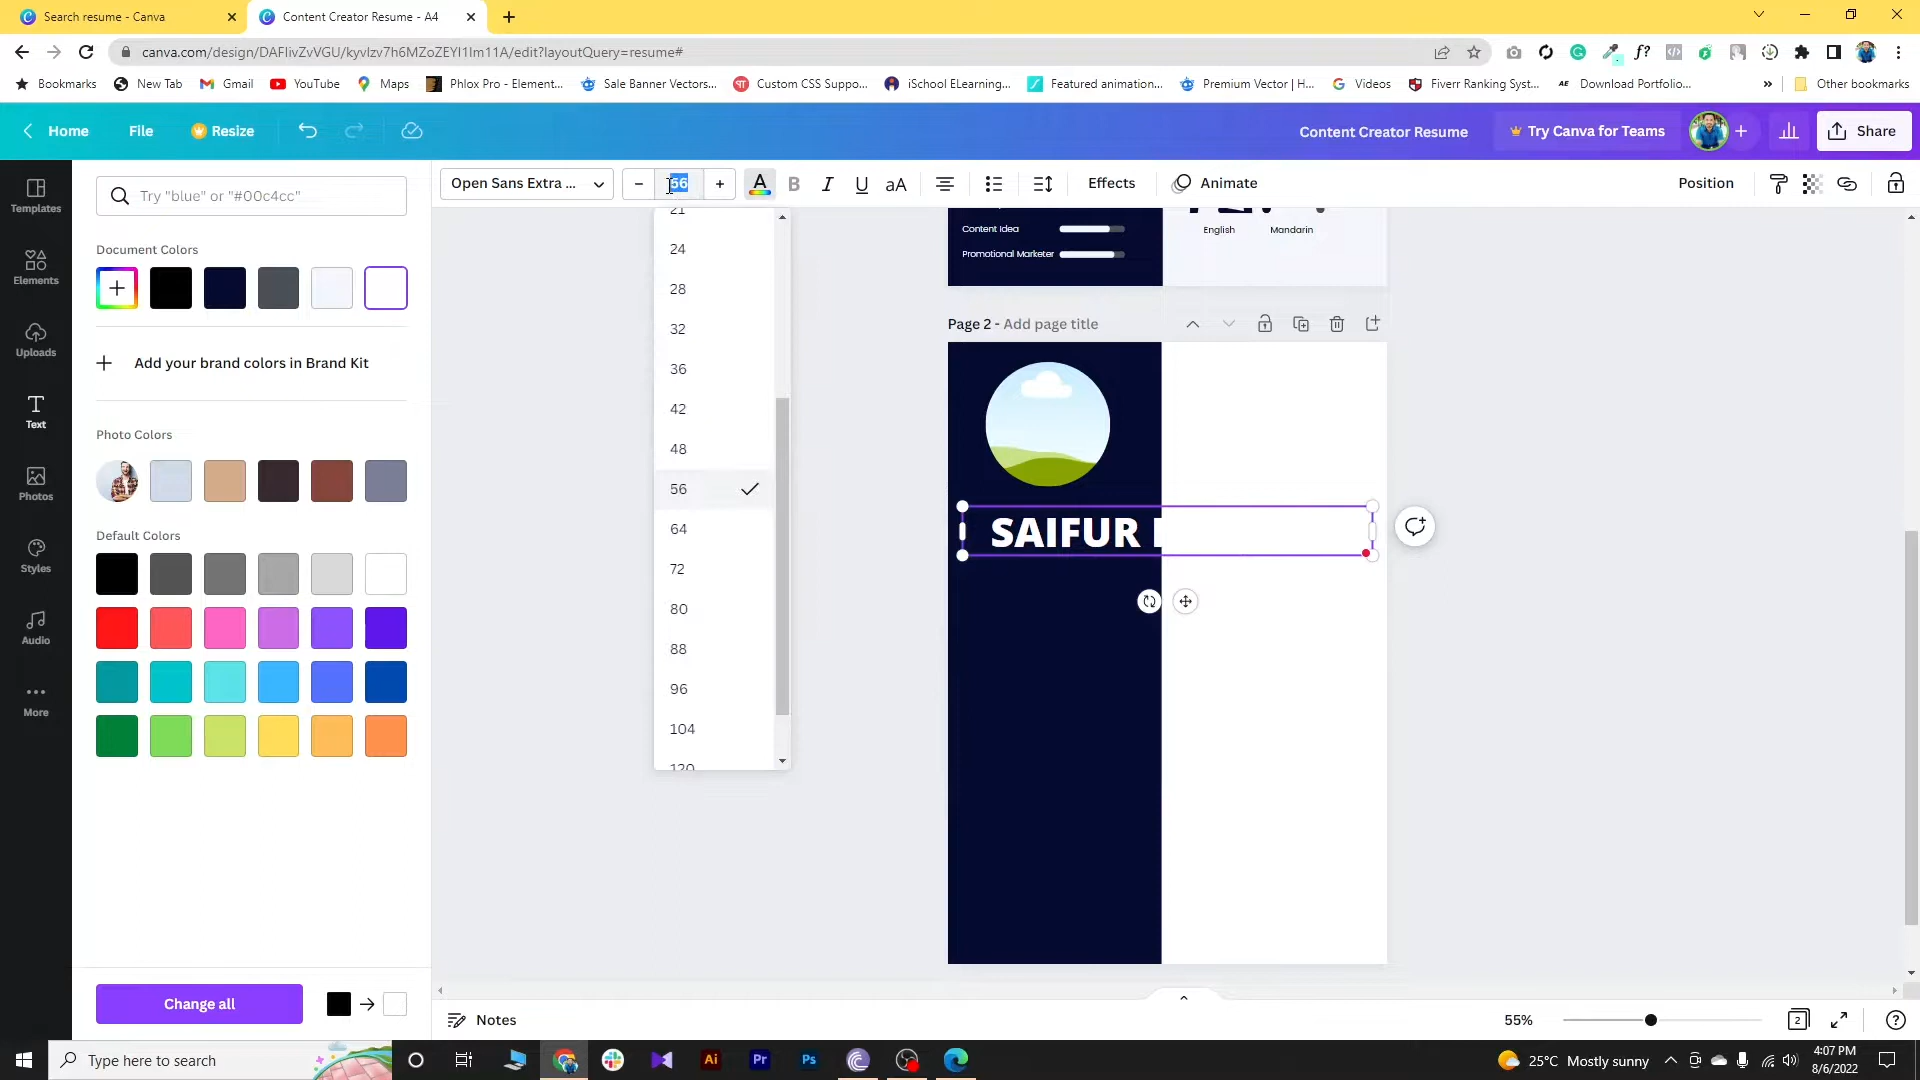 Search resume - Canva
Content Creator Resume - A4
canva.com/design/DAFIivZvVGU/kyvIzv7h6MZoZEYI1Im11A/edit?layoutQuery=resume#
Bookmarks
New Tab
Gmail
YouTube
Maps
Phlox Pro - Element...
Sale Banner Vectors...
Custom CSS Suppo...
iSchool ELearning...
Featured animation...
Premium Vector | H...
Videos
Fiverr Ranking Syst...
Download Portfolio...
Other bookmarks
Home
File
Resize
Content Creator Resume
Try Canva for Teams
Share
Templates
Elements
Uploads
Text
Photos
Styles
Audio
More
Try "blue" or "#00c4cc"
Document Colors
Add your brand colors in Brand Kit
Photo Colors
Default Colors
Change all
Open Sans Extra ...
56
Effects
Animate
Position
21
24
28
32
36
42
48
56
64
72
80
88
96
104
120
Content Idea
Promotional Marketer
English
Mandarin
Page 2 - Add page title
SAIFUR
Notes
55%
2
Type here to search
25°C Mostly sunny
4:07 PM
8/6/2022